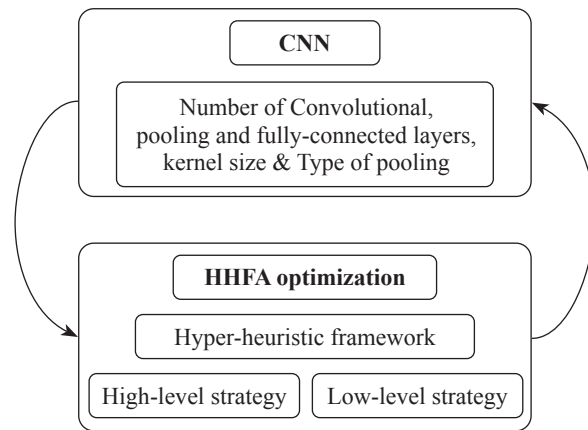 CNN
Number of Convolutional,
pooling and fully-connected layers,
kernel size & Type of pooling
HHFA optimization
Hyper-heuristic framework
High-level strategy
Low-level strategy